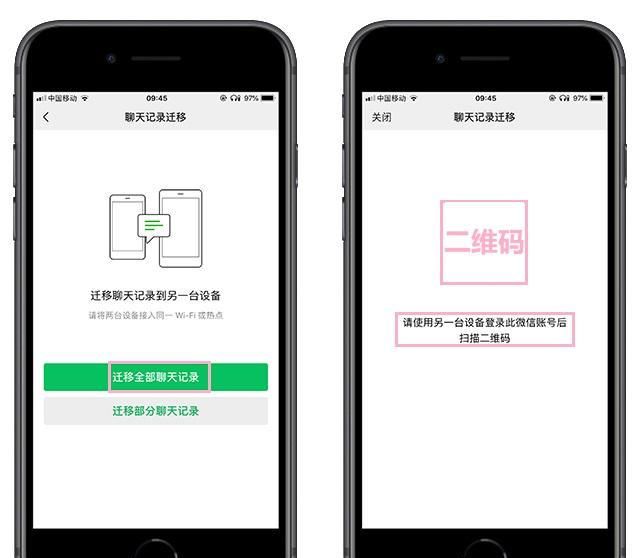 中国移动
09:45
97%
聊天记录迁移
迁移聊天记录到另一台设备
请将两台设备接入同一 Wi-Fi 或热点
迁移全部聊天记录
迁移部分聊天记录
中国移动
09:45
97%
关闭
聊天记录迁移
二维码
请使用另一台设备登录此微信账号后
扫描二维码